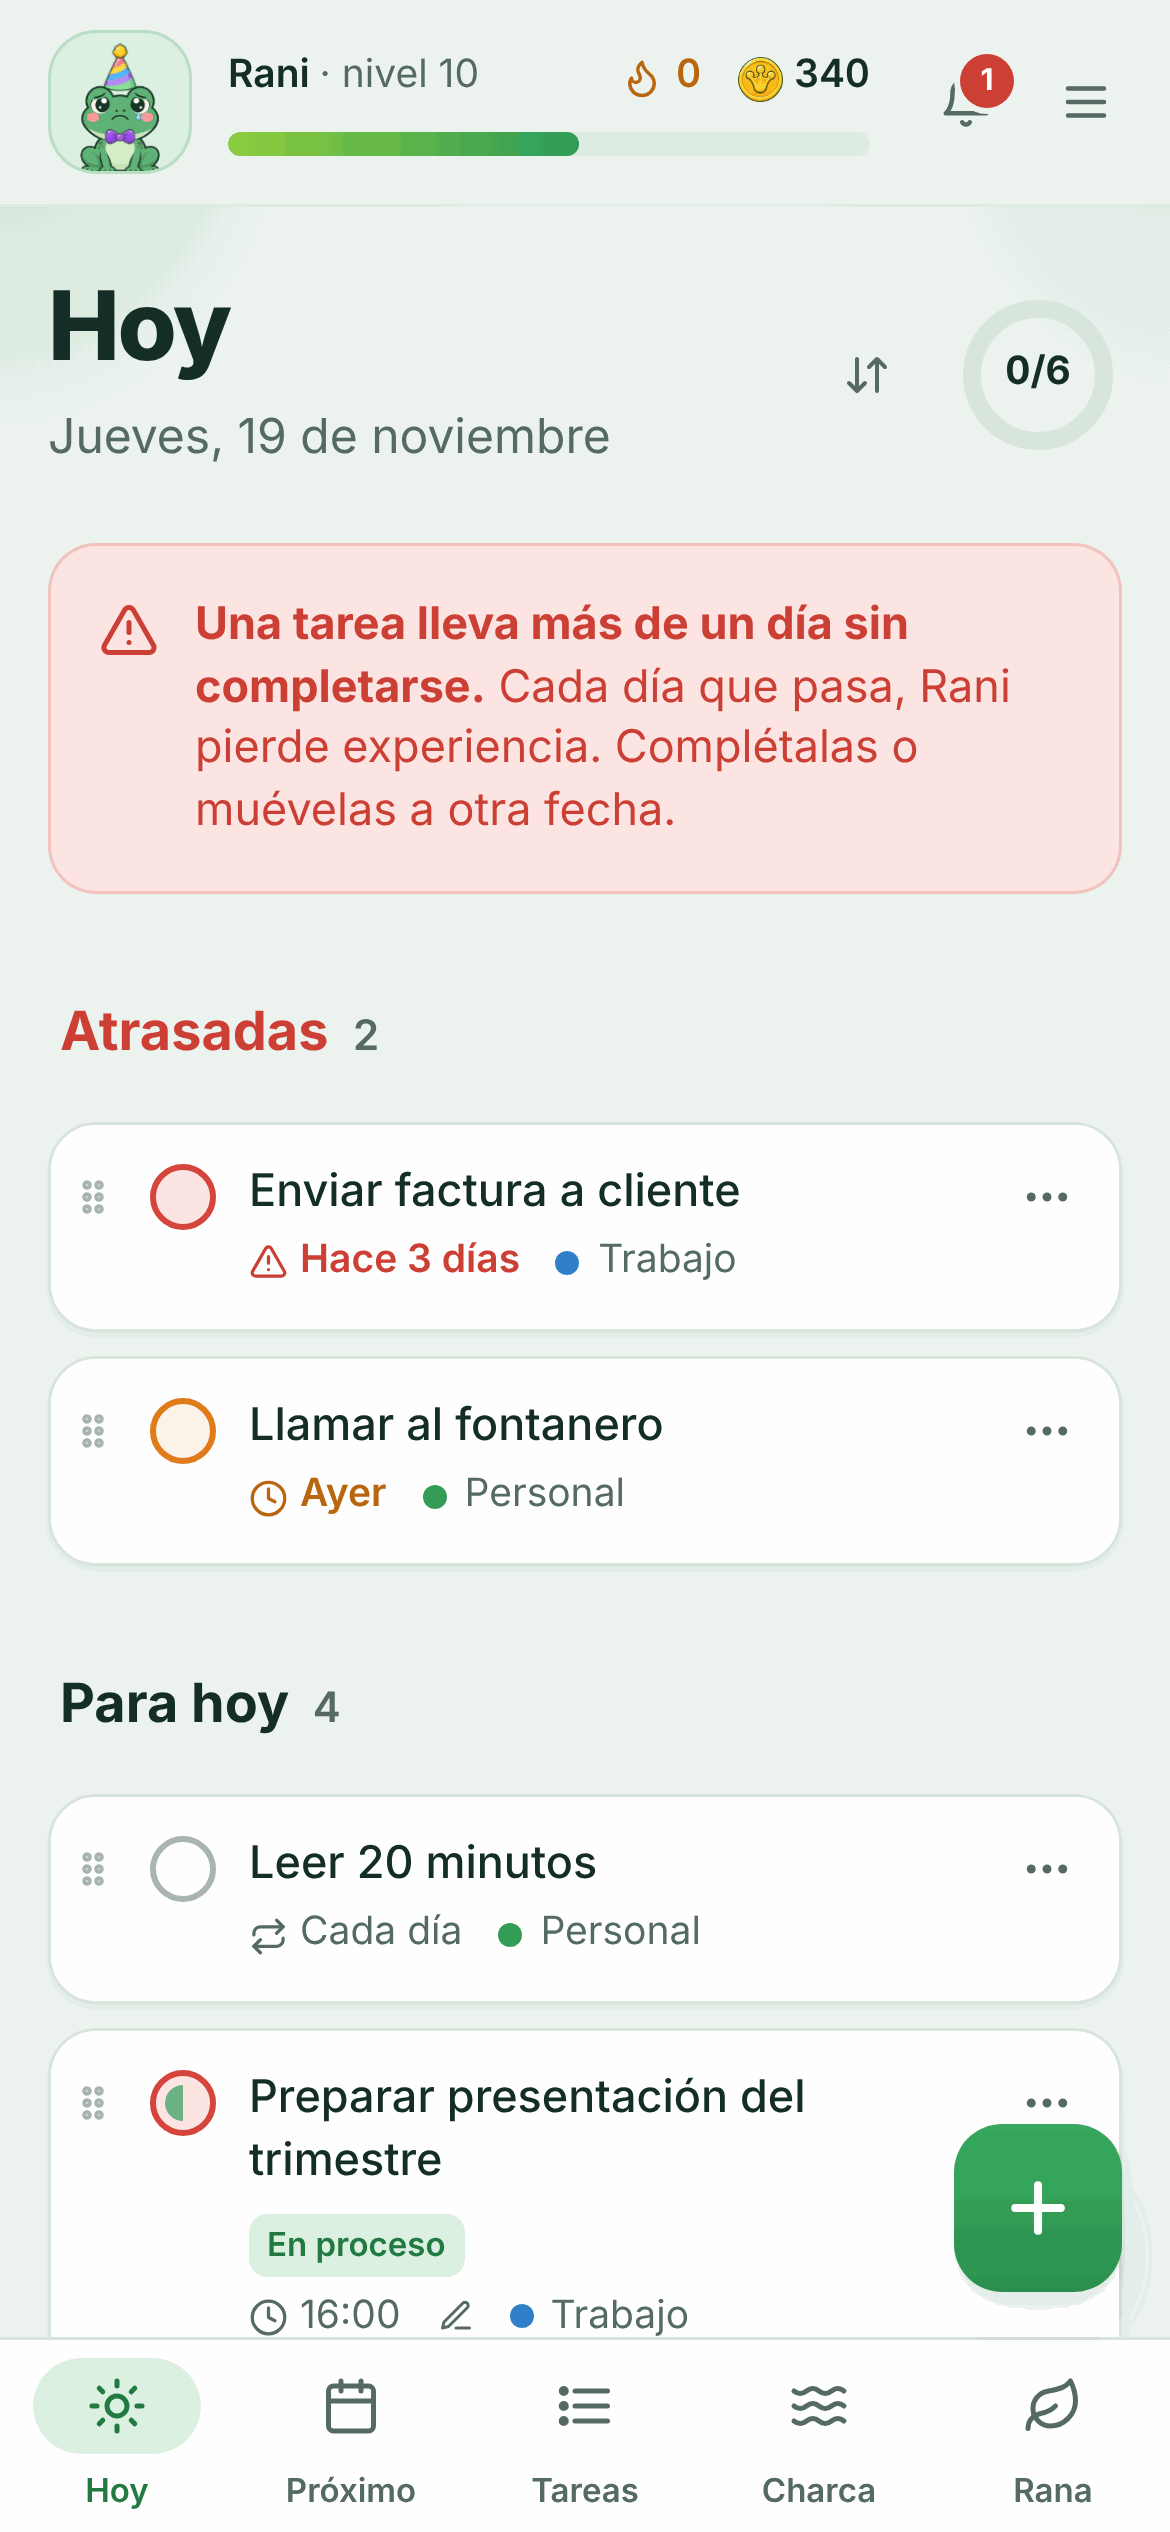 Rani · nivel 10
0
340
1
Hoy
Jueves, 19 de noviembre
0/6
Una tarea lleva más de un día sin
completarse. Cada día que pasa, Rani
pierde experiencia. Complétalas o
muévelas a otra fecha.
Atrasadas 2
Enviar factura a cliente
Hace 3 días Trabajo
Llamar al fontanero
Ayer Personal
Para hoy 4
Leer 20 minutos
Cada día Personal
Preparar presentación del
trimestre
En proceso
16:00 Trabajo
Hoy
Próximo
Tareas
Charca
Rana